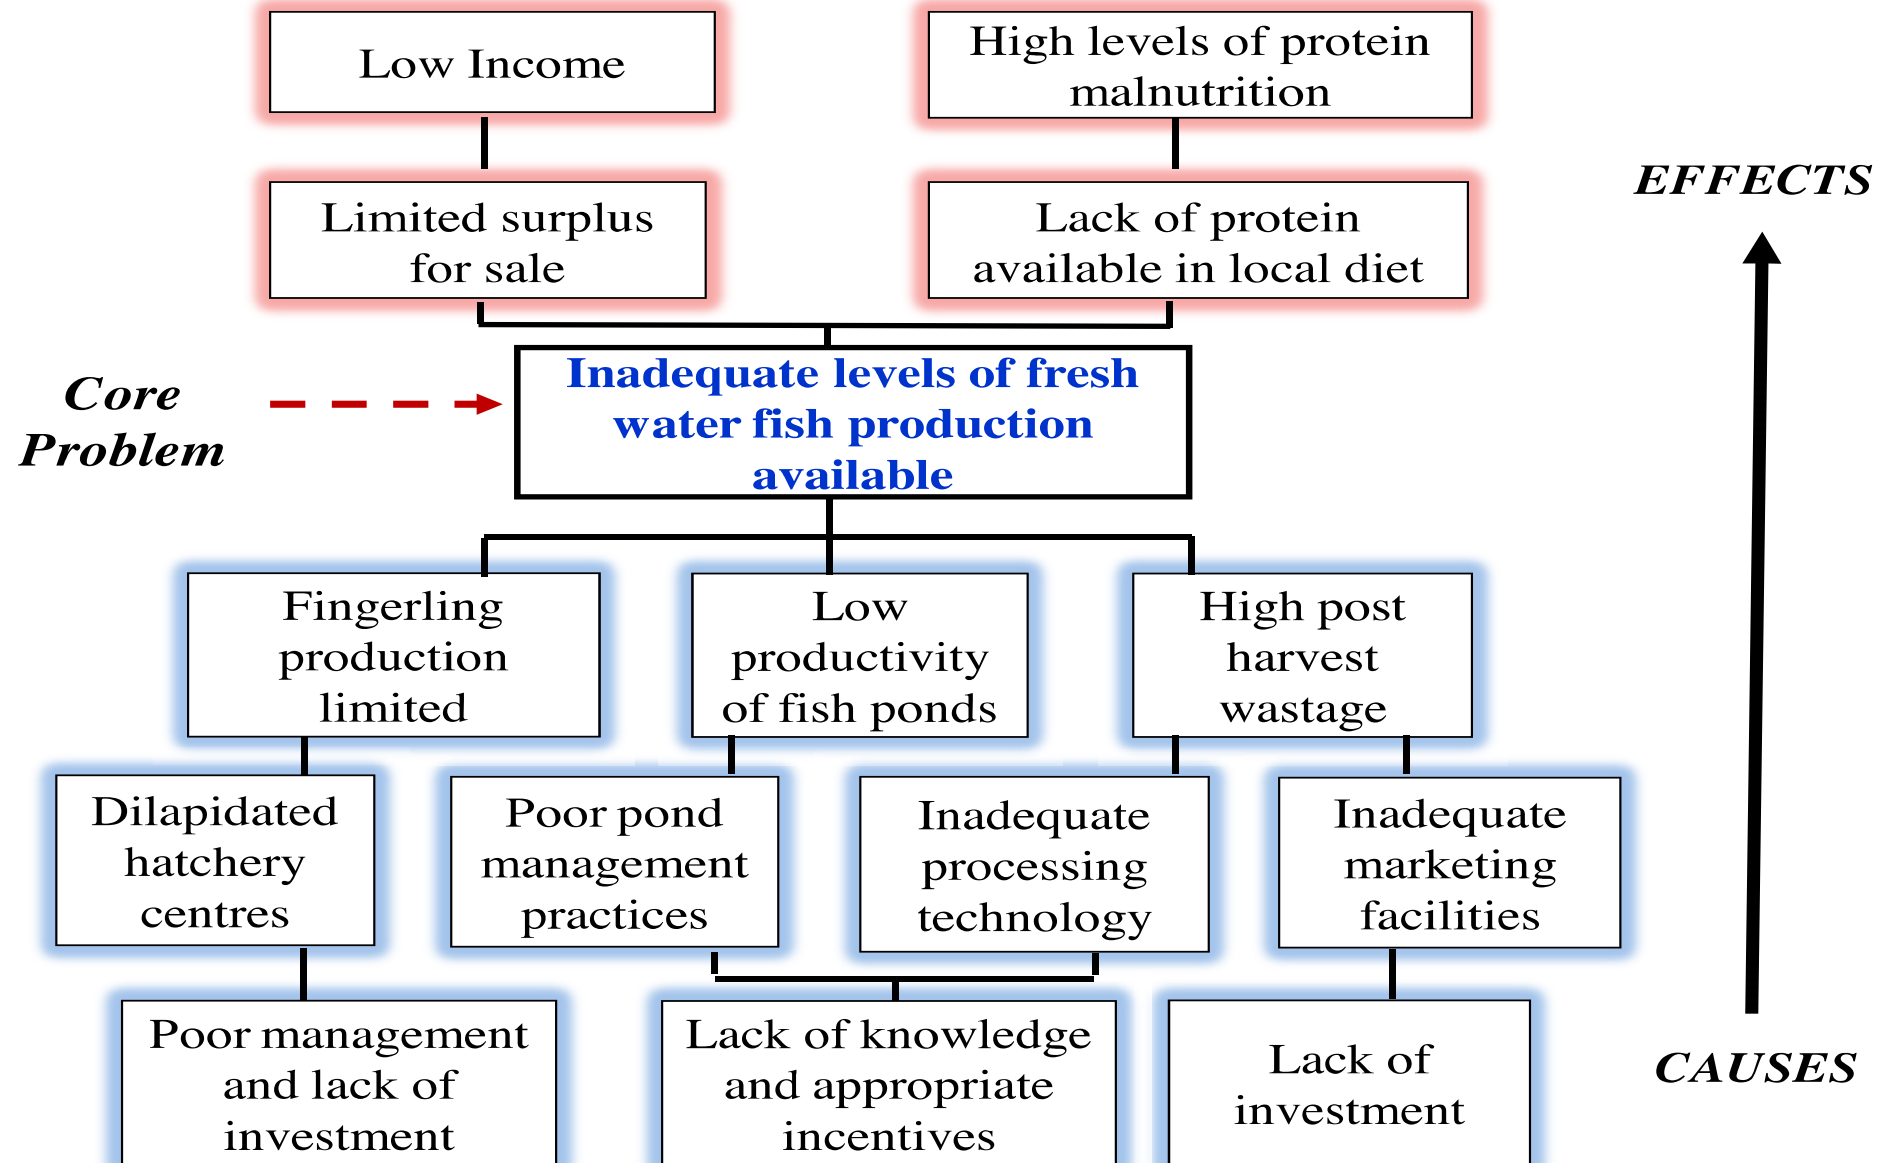 Low Income
High levels of protein
malnutrition
EFFECTS
Limited surplus
for sale
Lack of protein
available in local diet
Core
Problem
Inadequate levels of fresh
water fish production
available
Fingerling
production
limited
Low
productivity
of fish ponds
High post
harvest
wastage
Dilapidated
hatchery
centres
Poor pond
management
practices
Inadequate
processing
technology
Inadequate
marketing
facilities
Poor management
and lack of
investment
Lack of knowledge
and appropriate
incentives
Lack of
investment
CAUSES